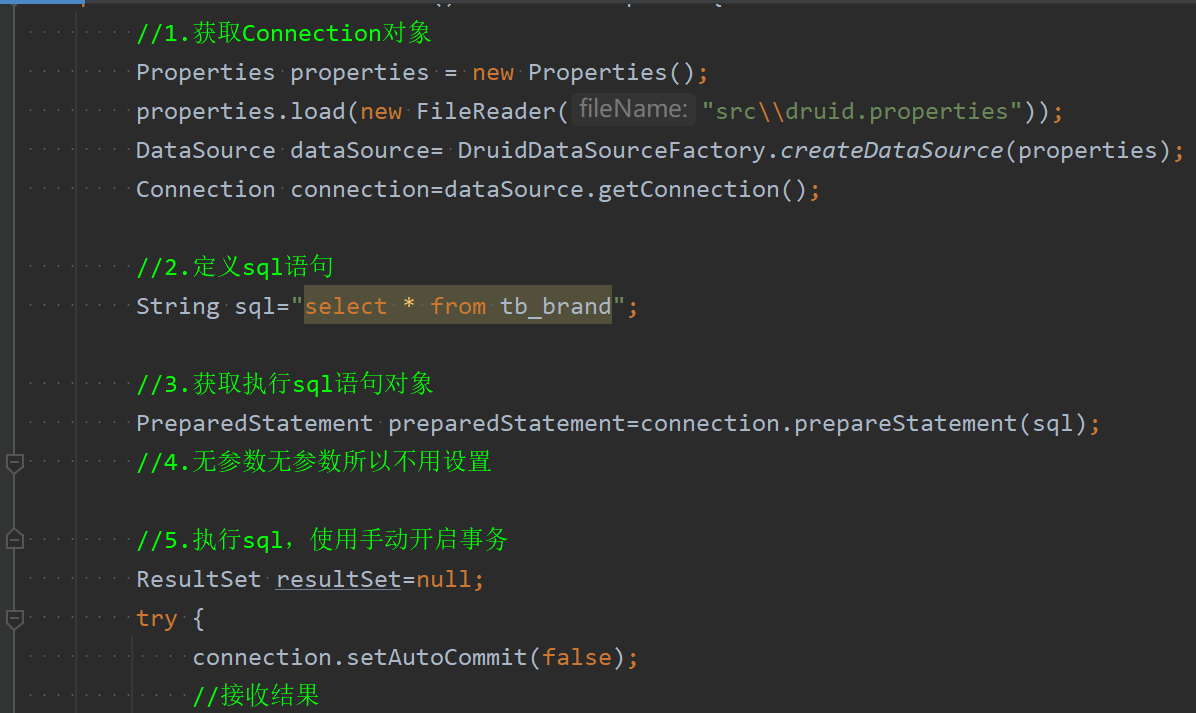 //1.获取Connection对象
Properties properties = new Properties();
properties.load(new FileReader( fileName: "src\\druid.properties"));
DataSource dataSource= DruidDataSourceFactory.createDataSource(properties);
Connection connection=dataSource.getConnection();
//2.定义sql语句
String sql="select * from tb_brand";
//3.获取执行sql语句对象
PreparedStatement preparedStatement=connection.prepareStatement(sql);
//4.无参数无参数所以不用设置
//5.执行sql，使用手动开启事务
ResultSet resultSet=null;
try {
connection.setAutoCommit(false);
//接收结果